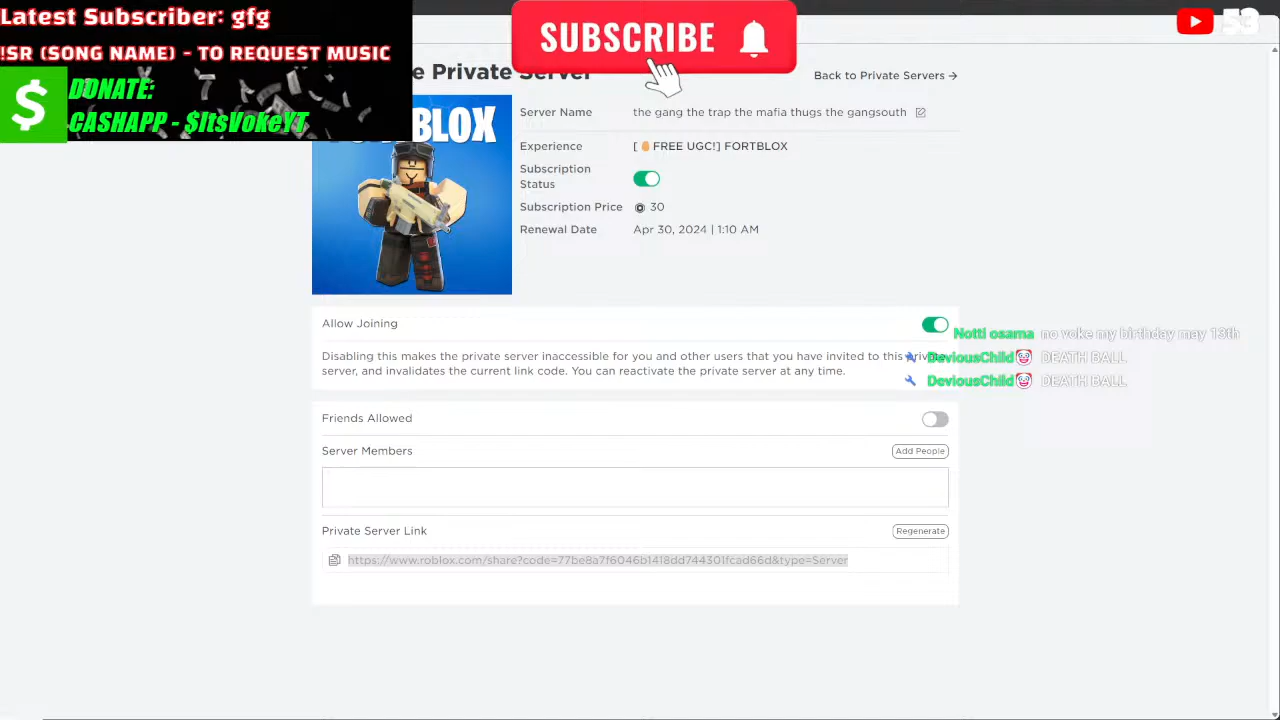 Latest Subscriber: gfg
!SR (SONG NAME) - TO REQUEST MUSIC
DONATE:
CASHAPP - $ItsVokeYT
SUBSCRIBE
53
e Private Server
Back to Private Servers →
BLOX
Server Name the gang the trap the mafia thugs the gangsouth
Experience [ FREE UGC!] FORTBLOX
Subscription
Status
Subscription Price 30
Renewal Date Apr 30, 2024 | 1:10 AM
Allow Joining
Notti osama no voke my birthday may 13th
Disabling this makes the private server inaccessible for you and other users that you have invited to this private
server, and invalidates the current link code. You can reactivate the private server at any time.
DeviousChild DEATH BALL
DeviousChild DEATH BALL
Friends Allowed
Server Members
Add People
Private Server Link
Regenerate
https://www.roblox.com/share?code=77be8a7f6046b1418dd744301fcad66d&type=Server